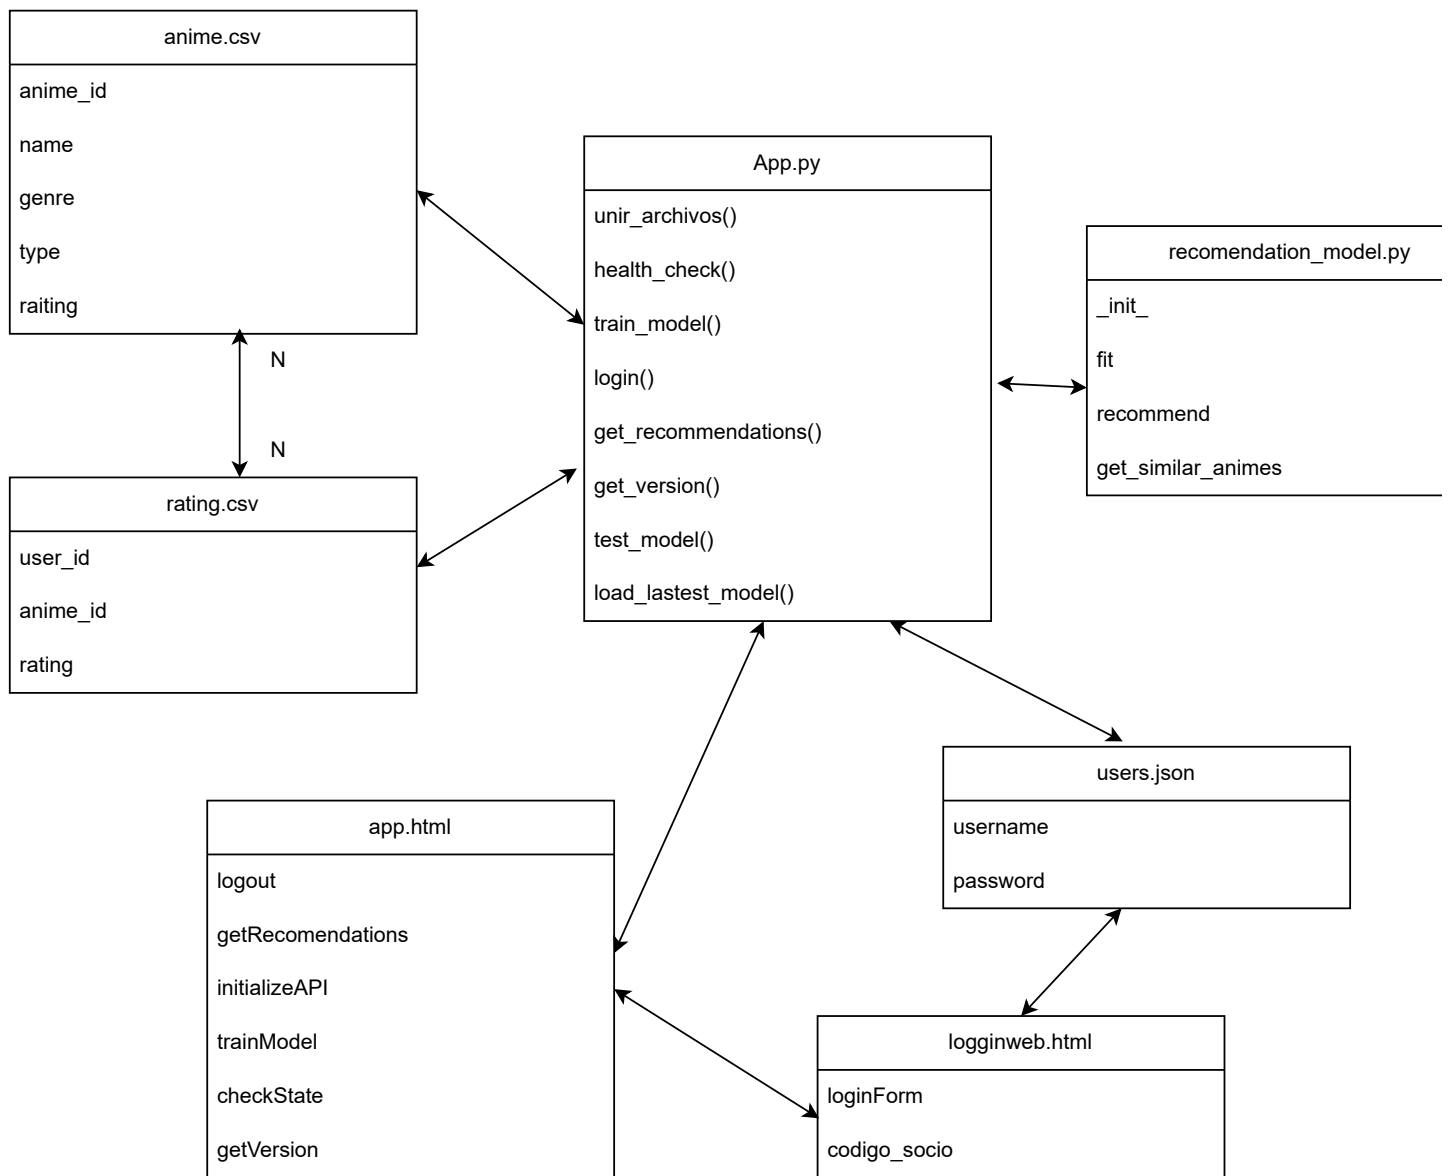 anime.csv
anime_id
name
genre
type
raiting
N
N
rating.csv
user_id
anime_id
rating
App.py
unir_archivos()
health_check()
train_model()
login()
get_recommendations()
get_version()
test_model()
load_lastest_model()
recomendation_model.py
_init_
fit
recommend
get_similar_animes
users.json
username
password
app.html
logout
getRecomendations
initializeAPI
trainModel
checkState
getVersion
logginweb.html
loginForm
codigo_socio